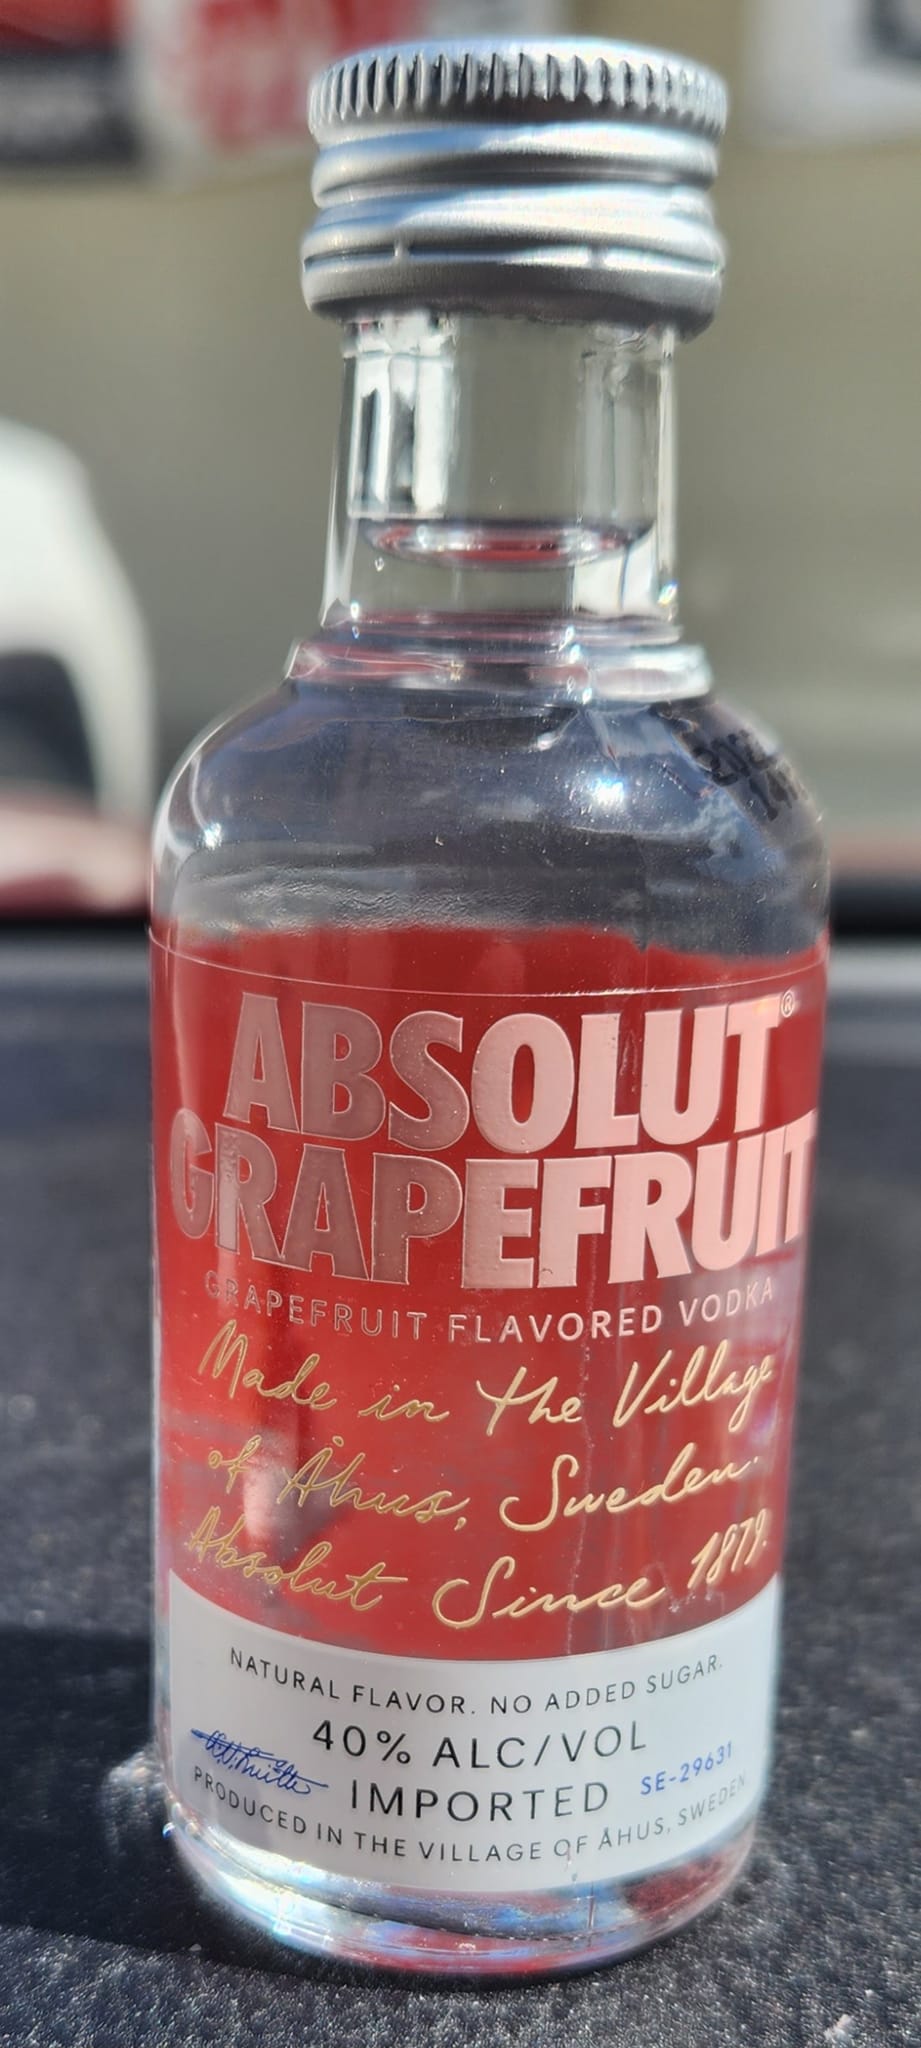 ABSOLUT®
GRAPEFRUIT
GRAPEFRUIT FLAVORED VODKA
Made in the Village
of Åhus, Sweden.
Absolut Since 1879.
NATURAL FLAVOR. NO ADDED SUGAR.
40% ALC/VOL
IMPORTED SE-29631
PRODUCED IN THE VILLAGE OF ÅHUS, SWEDEN